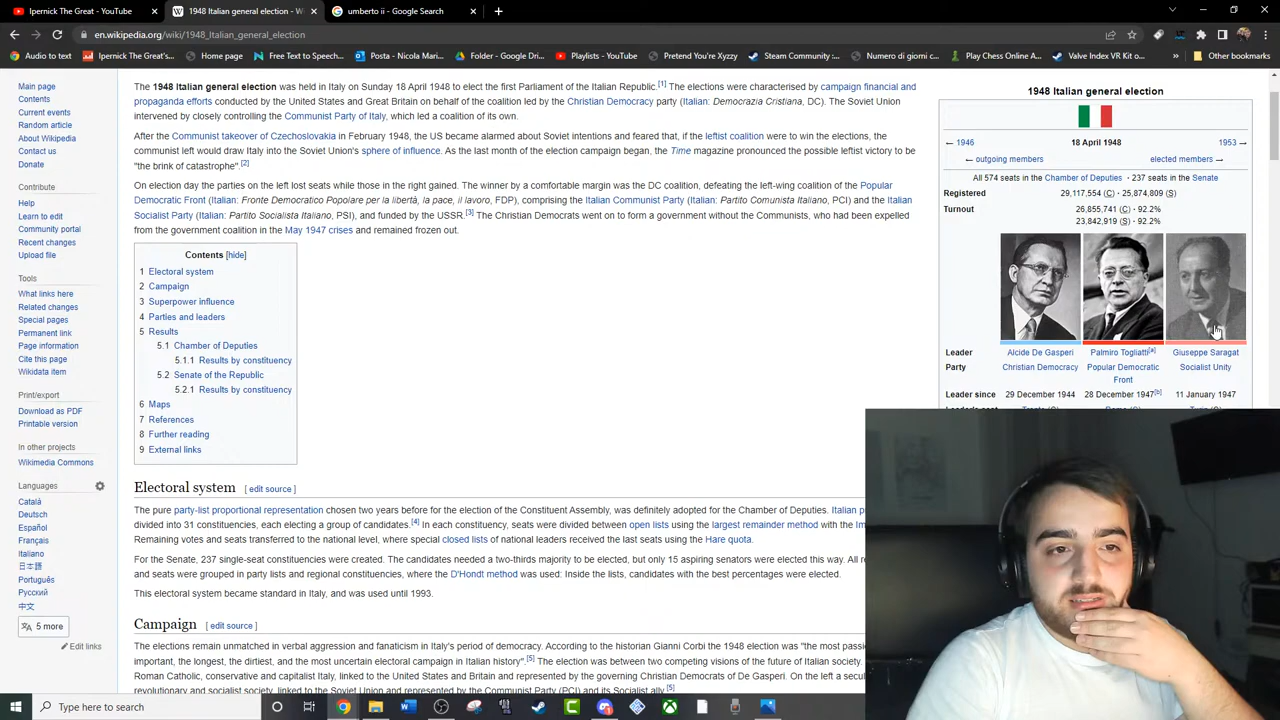 Ipernick The Great - YouTube
1948 Italian general election - W
umberto ii - Google Search
en.wikipedia.org/wiki/1948_Italian_general_election
Audio to text
Ipernick The Great's...
Home page
Free Text to Speech...
Posta - Nicola Mari...
Folder - Google Dri...
Playlists - YouTube
Pretend You're Xyzzy
Steam Community :...
Numero di giorni c...
Play Chess Online A...
Valve Index VR Kit o...
»
Other bookmarks
Main page
Contents
Current events
Random article
About Wikipedia
Contact us
Donate
Contribute
Help
Learn to edit
Community portal
Recent changes
Upload file
Tools
What links here
Related changes
Special pages
Permanent link
Page information
Cite this page
Wikidata item
Print/export
Download as PDF
Printable version
In other projects
Wikimedia Commons
Languages
Català
Deutsch
Español
Français
Italiano
日本語
Português
Русский
中文
5 more
Edit links
The 1948 Italian general election was held in Italy on Sunday 18 April 1948 to elect the first Parliament of the Italian Republic.[1] The elections were characterised by campaign financial and
propaganda efforts conducted by the United States and Great Britain on behalf of the coalition led by the Christian Democracy party (Italian: Democrazia Cristiana, DC). The Soviet Union
intervened by closely controlling the Communist Party of Italy, which led a coalition of its own.
After the Communist takeover of Czechoslovakia in February 1948, the US became alarmed about Soviet intentions and feared that, if the leftist coalition were to win the elections, the
communist left would draw Italy into the Soviet Union's sphere of influence. As the last month of the election campaign began, the Time magazine pronounced the possible leftist victory to be
"the brink of catastrophe".[2]
On election day the parties on the left lost seats while those in the right gained. The winner by a comfortable margin was the DC coalition, defeating the left-wing coalition of the Popular
Democratic Front (Italian: Fronte Democratico Popolare per la libertà, la pace, il lavoro, FDP), comprising the Italian Communist Party (Italian: Partito Comunista Italiano, PCI) and the Italian
Socialist Party (Italian: Partito Socialista Italiano, PSI), and funded by the USSR.[3] The Christian Democrats went on to form a government without the Communists, who had been expelled
from the government coalition in the May 1947 crises and remained frozen out.
Contents [hide]
1 Electoral system
2 Campaign
3 Superpower influence
4 Parties and leaders
5 Results
5.1 Chamber of Deputies
5.1.1 Results by constituency
5.2 Senate of the Republic
5.2.1 Results by constituency
6 Maps
7 References
8 Further reading
9 External links
Electoral system [ edit source ]
The pure party-list proportional representation chosen two years before for the election of the Constituent Assembly, was definitely adopted for the Chamber of Deputies. Italian p
divided into 31 constituencies, each electing a group of candidates.[4] In each constituency, seats were divided between open lists using the largest remainder method with the Im
Remaining votes and seats transferred to the national level, where special closed lists of national leaders received the last seats using the Hare quota.
For the Senate, 237 single-seat constituencies were created. The candidates needed a two-thirds majority to be elected, but only 15 aspiring senators were elected this way. All r
and seats were grouped in party lists and regional constituencies, where the D'Hondt method was used: Inside the lists, candidates with the best percentages were elected.
This electoral system became standard in Italy, and was used until 1993.
Campaign [ edit source ]
The elections remain unmatched in verbal aggression and fanaticism in Italy's period of democracy. According to the historian Gianni Corbi the 1948 election was "the most pass
important, the longest, the dirtiest, and the most uncertain electoral campaign in Italian history".[5] The election was between two competing visions of the future of Italian society.
Roman Catholic, conservative and capitalist Italy, linked to the United States and Britain and represented by the governing Christian Democrats of De Gasperi. On the left a secul
revolutionary and socialist society, linked to the Soviet Union and represented by the Communist Party (PCI) and its Socialist ally.[5]
1948 Italian general election
← 1946
18 April 1948
1953 →
← outgoing members
elected members →
All 574 seats in the Chamber of Deputies · 237 seats in the Senate
Registered 29,117,554 (C) · 25,874,809 (S)
Turnout 26,855,741 (C) · 92.2%
23,842,919 (S) · 92.2%
Leader Alcide De Gasperi Palmiro Togliatti[a] Giuseppe Saragat
Party Christian Democracy Popular Democratic Socialist Unity
Front
Leader since 29 December 1944 28 December 1947[b] 11 January 1947
Type here to search